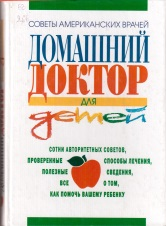 СОВЕТЫ АМЕРИКАНСКИХ ВРАЧЕЙ
ДОМАШНИЙ
ДОКТОР
для
детей
СОТНИ АВТОРИТЕТНЫХ СОВЕТОВ,
ПРОВЕРЕННЫЕ СПОСОБЫ ЛЕЧЕНИЯ,
ПОЛЕЗНЫЕ СВЕДЕНИЯ,
ВСЕ О ТОМ,
КАК ПОМОЧЬ ВАШЕМУ РЕБЕНКУ